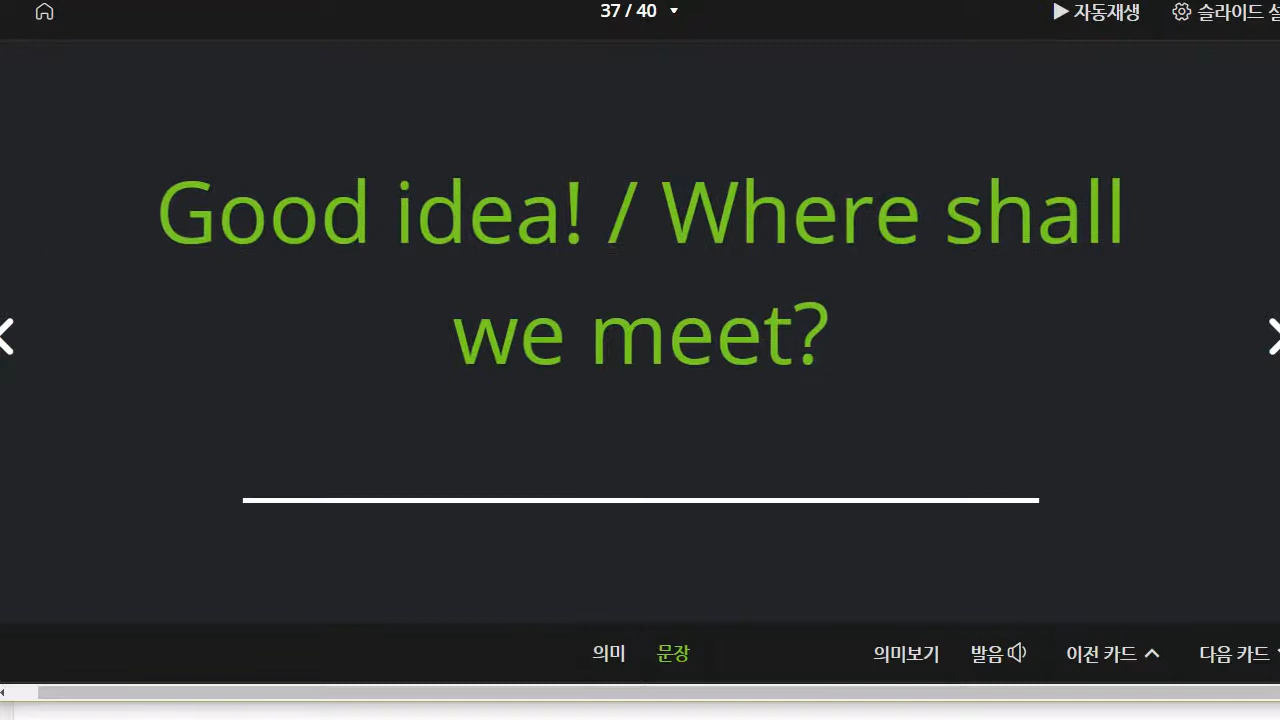 37 / 40
자동재생
슬라이드
Good idea! / Where shall
we meet?
의미 문장 의미보기 발음 이전 카드 다음 카드